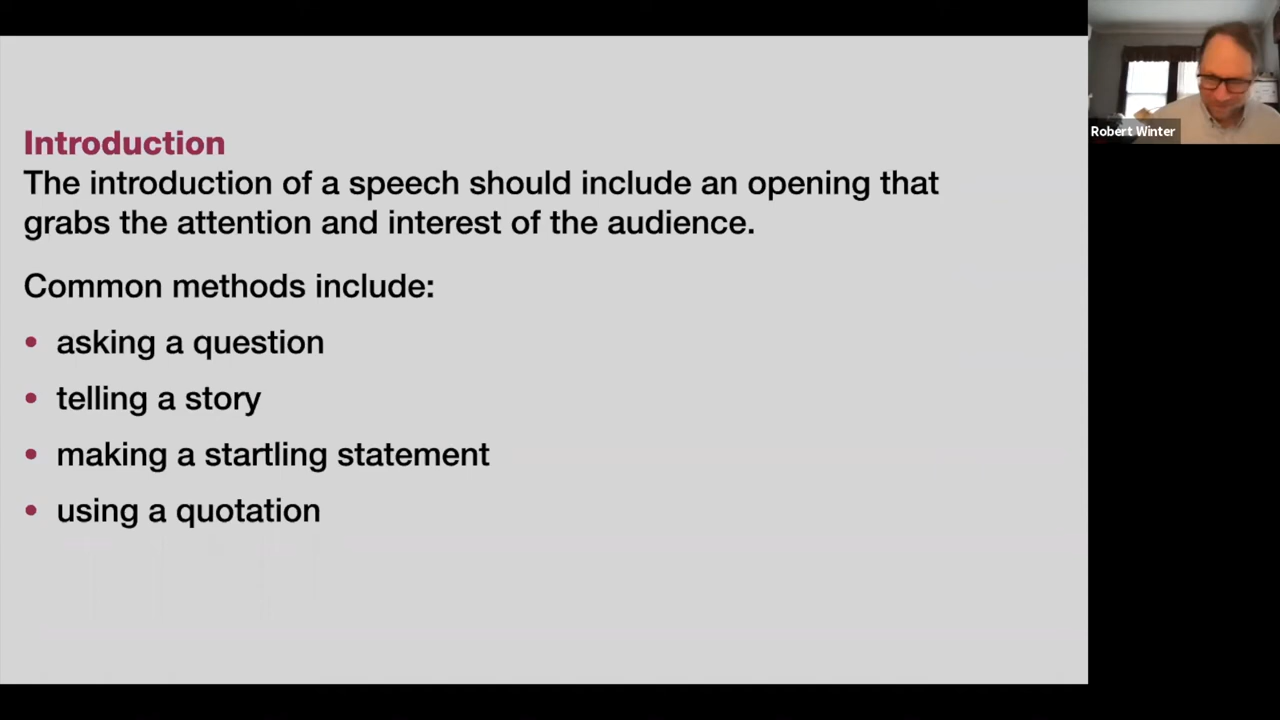 Introduction
The introduction of a speech should include an opening that
grabs the attention and interest of the audience.
Common methods include:
• asking a question
• telling a story
• making a startling statement
• using a quotation
Robert Winter